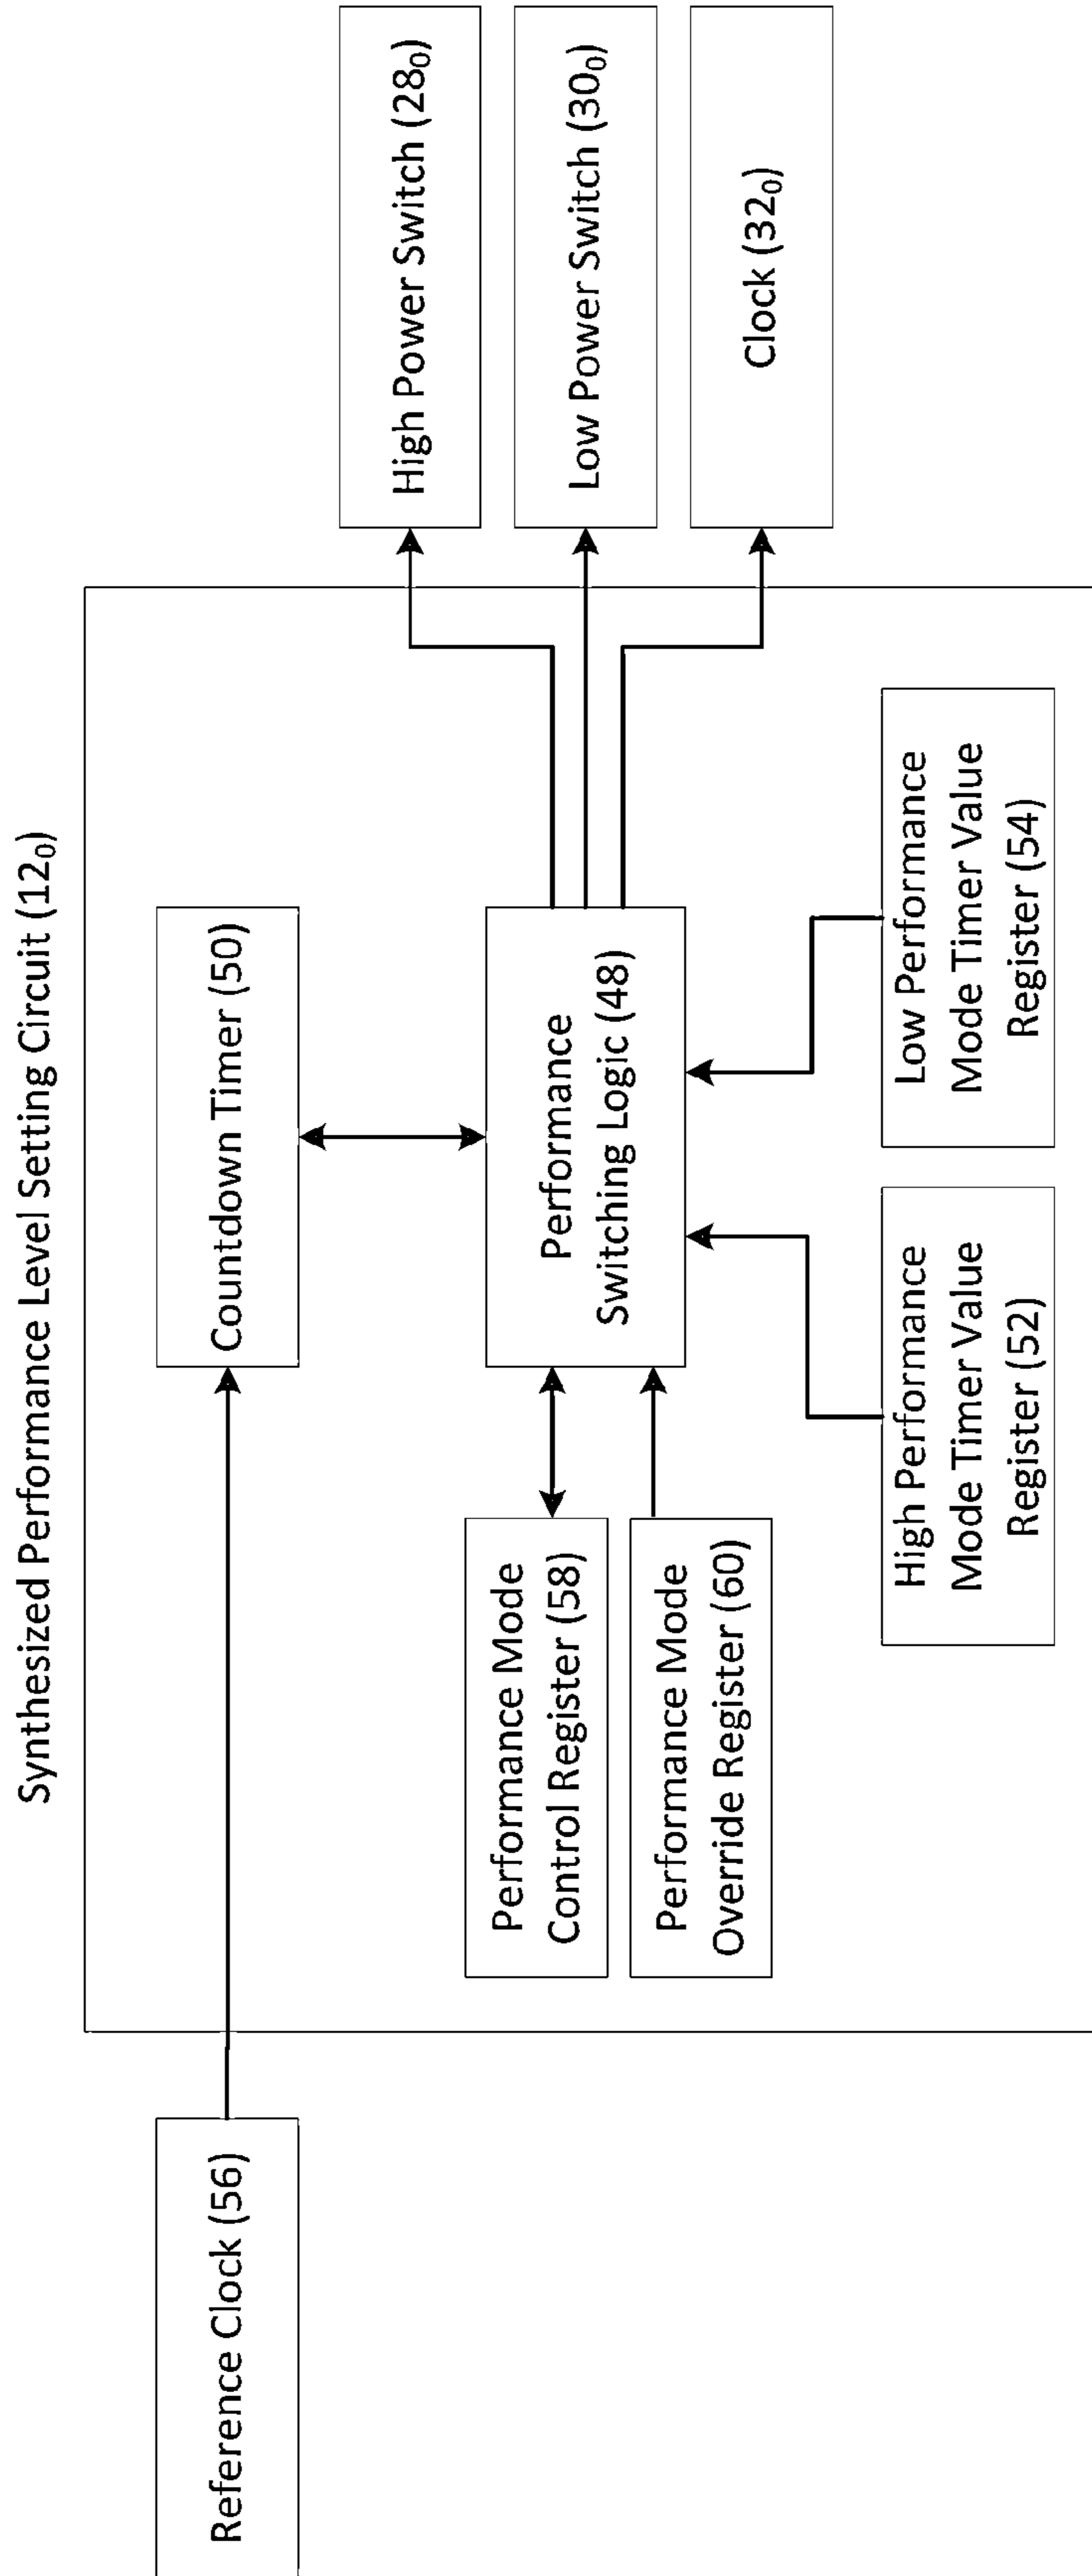 Synthesized Performance Level Setting Circuit (12₀)
Reference Clock (56)
Countdown Timer (50)
High Power Switch (28₀)
Low Power Switch (30₀)
Clock (32₀)
Performance Mode
Control Register (58)
Performance Mode
Override Register (60)
Performance
Switching Logic (48)
High Performance
Mode Timer Value
Register (52)
Low Performance
Mode Timer Value
Register (54)